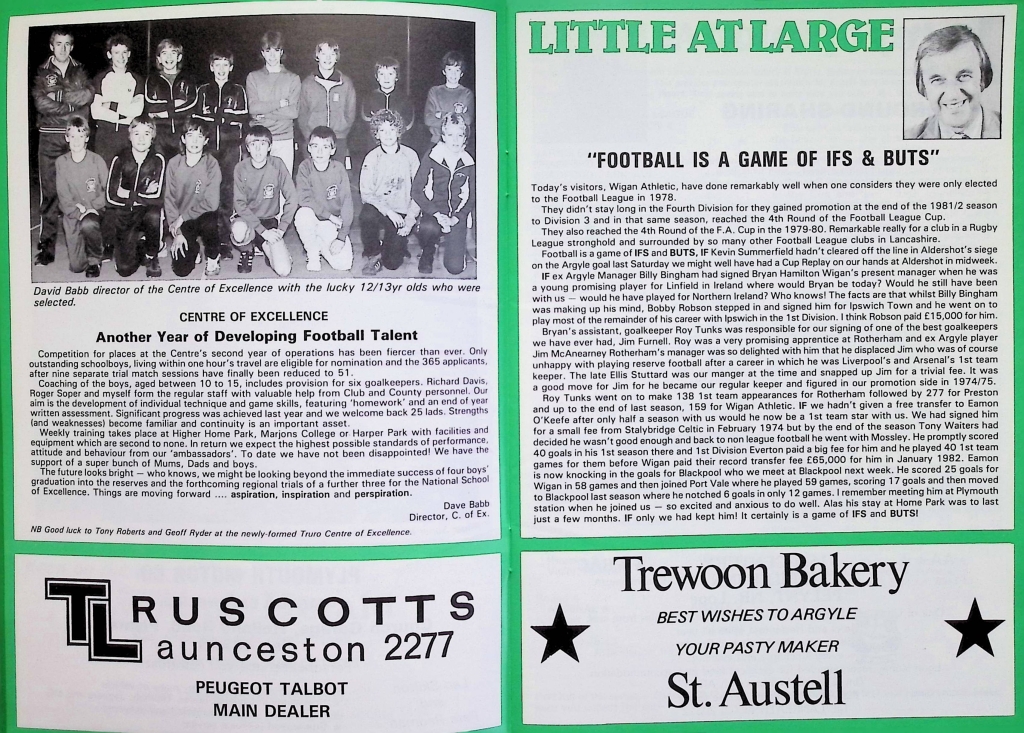 David Babb director of the Centre of Excellence with the lucky 12/13yr olds who were
selected.
CENTRE OF EXCELLENCE
Another Year of Developing Football Talent
Competition for places at the Centre's second year of operations has been fiercer than ever. Only
outstanding schoolboys, living within one hour's travel are eligible for nomination and the 365 applicants,
after nine separate trial match sessions have finally been reduced to 51.
Coaching of the boys, aged between 10 to 15, includes provision for six goalkeepers. Richard Davis,
Roger Soper and myself form the regular staff with valuable help from Club and County personnel. Our
aim is the development of individual technique and game skills, featuring 'homework' and an end of year
written assessment. Significant progress was achieved last year and we welcome back 25 lads. Strengths
(and weaknesses) become familiar and continuity is an important asset.
Weekly training takes place at Higher Home Park, Marjons College or Harper Park with facilities and
equipment which are second to none. In return we expect the highest possible standards of performance,
attitude and behaviour from our 'ambassadors'. To date we have not been disappointed! We have the
support of a super bunch of Mums, Dads and boys.
The future looks bright — who knows, we might be looking beyond the immediate success of four boys'
graduation into the reserves and the forthcoming regional trials of a further three for the National School
of Excellence. Things are moving forward .... aspiration, inspiration and perspiration.
Dave Babb
Director, C. of Ex.
NB Good luck to Tony Roberts and Geoff Ryder at the newly-formed Truro Centre of Excellence.
TRUSCOTTS
Launceston 2277
PEUGEOT TALBOT
MAIN DEALER
LITTLE AT LARGE
"FOOTBALL IS A GAME OF IFS & BUTS"
Today's visitors, Wigan Athletic, have done remarkably well when one considers they were only elected
to the Football League in 1978.
They didn't stay long in the Fourth Division for they gained promotion at the end of the 1981/2 season
to Division 3 and in that same season, reached the 4th Round of the Football League Cup.
They also reached the 4th Round of the F.A. Cup in the 1979-80. Remarkable really for a club in a Rugby
League stronghold and surrounded by so many other Football League clubs in Lancashire.
Football is a game of IFS and BUTS, IF Kevin Summerfield hadn't cleared off the line in Aldershot's siege
on the Argyle goal last Saturday we might well have had a Cup Replay on our hands at Aldershot in midweek.
IF ex Argyle Manager Billy Bingham had signed Bryan Hamilton Wigan's present manager when he was
a young promising player for Linfield in Ireland where would Bryan be today? Would he still have been
with us — would he have played for Northern Ireland? Who knows! The facts are that whilst Billy Bingham
was making up his mind, Bobby Robson stepped in and signed him for Ipswich Town and he went on to
play most of the remainder of his career with Ipswich in the 1st Division. I think Robson paid £15,000 for him.
Bryan's assistant, goalkeeper Roy Tunks was responsible for our signing of one of the best goalkeepers
we have ever had, Jim Furnell. Roy was a very promising apprentice at Rotherham and ex Argyle player
Jim McAnearney Rotherham's manager was so delighted with him that he displaced Jim who was of course
unhappy with playing reserve football after a career in which he was Liverpool's and Arsenal's 1st team
keeper. The late Ellis Stuttard was our manger at the time and snapped up Jim for a trivial fee. It was
a good move for Jim for he became our regular keeper and figured in our promotion side in 1974/75.
Roy Tunks went on to make 138 1st team appearances for Rotherham followed by 277 for Preston
and up to the end of last season, 159 for Wigan Athletic. IF we hadn't given a free transfer to Eamon
O'Keefe after only half a season with us would he now be a 1st team star with us. We had signed him
for a small fee from Stalybridge Celtic in February 1974 but by the end of the season Tony Waiters had
decided he wasn't good enough and back to non league football he went with Mossley. He promptly scored
40 goals in his 1st season there and 1st Division Everton paid a big fee for him and he played 40 1st team
games for them before Wigan paid their record transfer fee £65,000 for him in January 1982. Eamon
is now knocking in the goals for Blackpool who we meet at Blackpool next week. He scored 25 goals for
Wigan in 58 games and then joined Port Vale where he played 59 games, scoring 17 goals and then moved
to Blackpool last season where he notched 6 goals in only 12 games. I remember meeting him at Plymouth
station when he joined us — so excited and anxious to do well. Alas his stay at Home Park was to last
just a few months. IF only we had kept him! It certainly is a game of IFS and BUTS!
Trewoon Bakery
BEST WISHES TO ARGYLE
YOUR PASTY MAKER
St. Austell